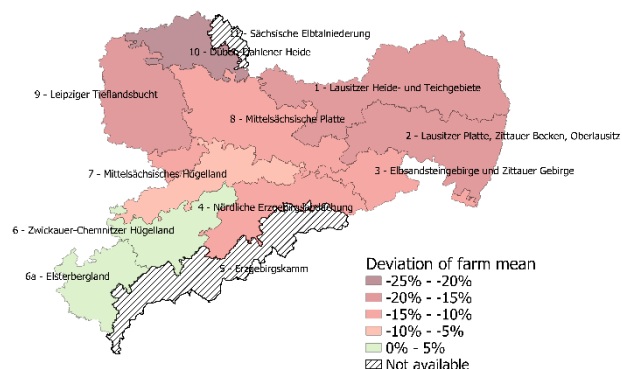 11 - Sächsische Elbtalniederung
10 - Düben-Dahlener Heide
9 - Leipziger Tieflandsbucht
1 - Lausitzer Heide- und Teichgebiete
8 - Mittelsächsische Platte
2 - Lausitzer Platte, Zittauer Becken, Oberlausitz
7 - Mittelsächsisches Hügelland
3 - Elbsandsteingebirge und Zittauer Gebirge
4 - Nördliche Erzgebirgsabdachung
6 - Zwickauer-Chemnitzer Hügelland
5 - Erzgebirgskamm
6a - Elsterbergland
Deviation of farm mean
-25% - -20%
-20% - -15%
-15% - -10%
-10% - -5%
0% - 5%
Not available